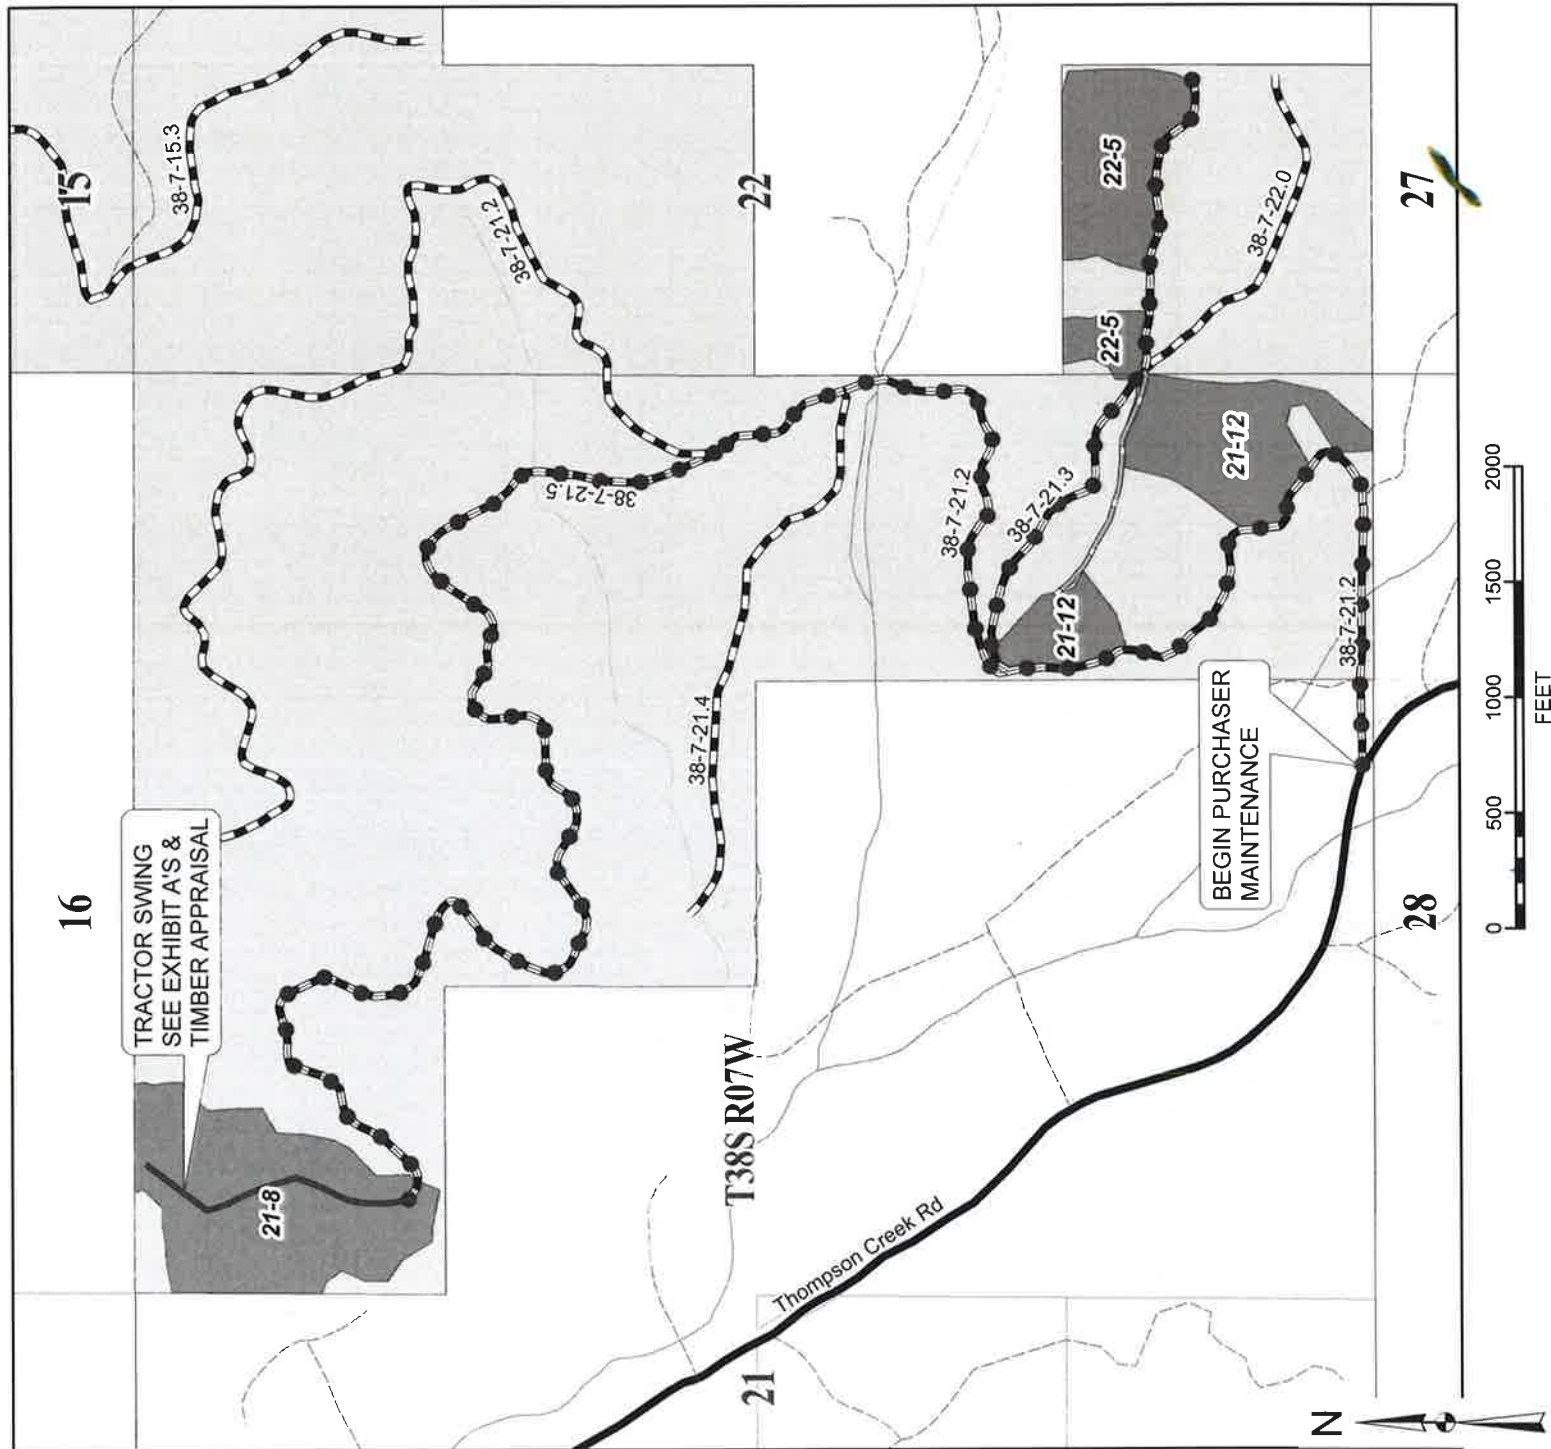 16
15
38-7-15.3
TRACTOR SWING
SEE EXHIBIT A'S &
TIMBER APPRAISAL
21-8
38-7-21.2
38-7-21.5
22
38-7-21.4
T38S R07W
21
Thompson Creek Rd
38-7-21.2
38-7-21.3
22-5
22-5
21-12
21-12
38-7-22.0
38-7-21.2
BEGIN PURCHASER
MAINTENANCE
28
27
N
0 500 1000 1500 2000
FEET